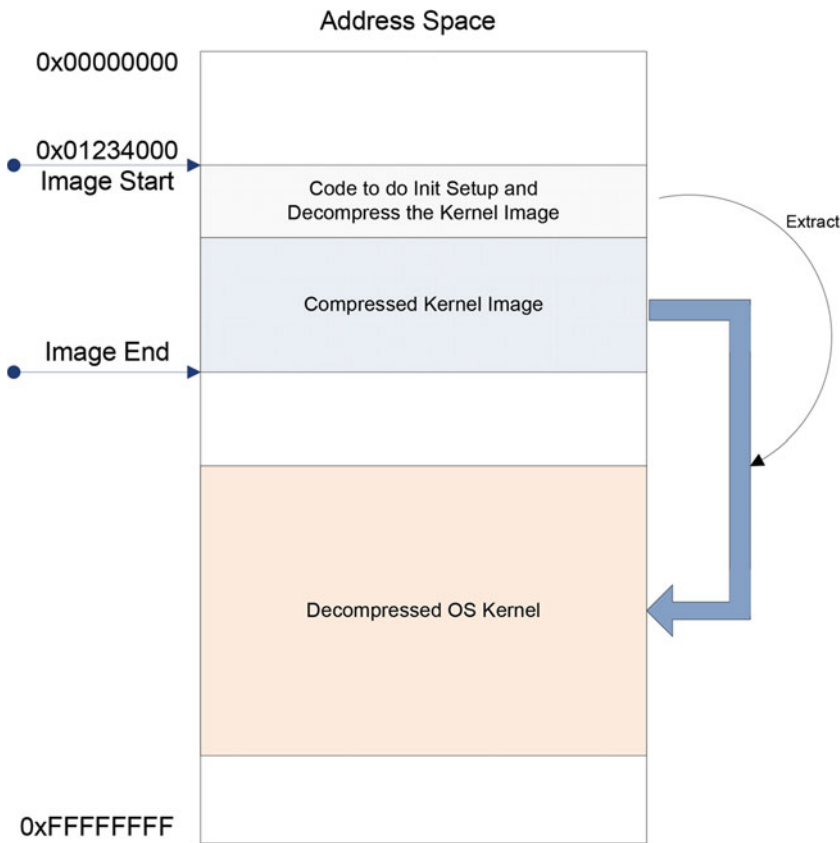 Address Space
0x00000000
0x01234000
Image Start
Code to do Init Setup and
Decompress the Kernel Image
Extract
Compressed Kernel Image
Image End
Decompressed OS Kernel
0xFFFFFFFF